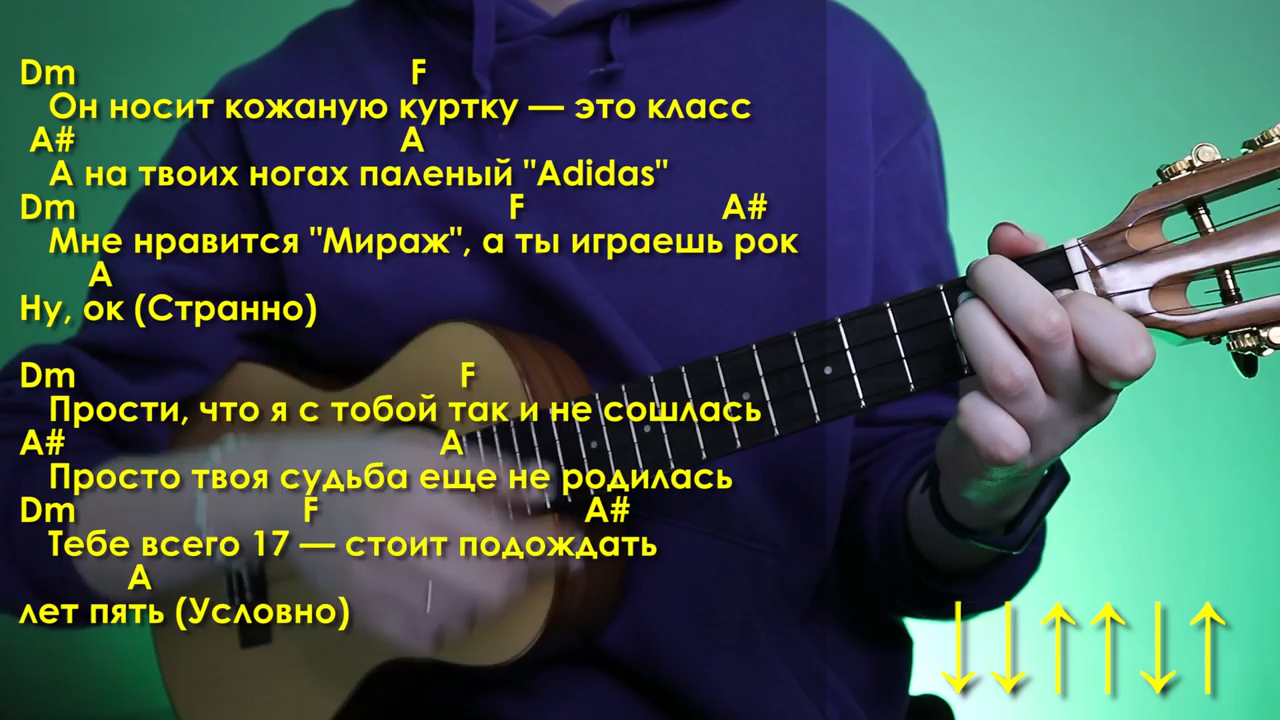 Dm F
Он носит кожаную куртку — это класс
A# A
А на твоих ногах паленый "Adidas"
Dm F A#
Мне нравится "Мираж", а ты играешь рок
A
Ну, ок (Странно)
Dm F
Прости, что я с тобой так и не сошлась
A# A
Просто твоя судьба еще не родилась
Dm F A#
Тебе всего 17 — стоит подождать
A
лет пять (Условно)
↓↓↑↑↓↑